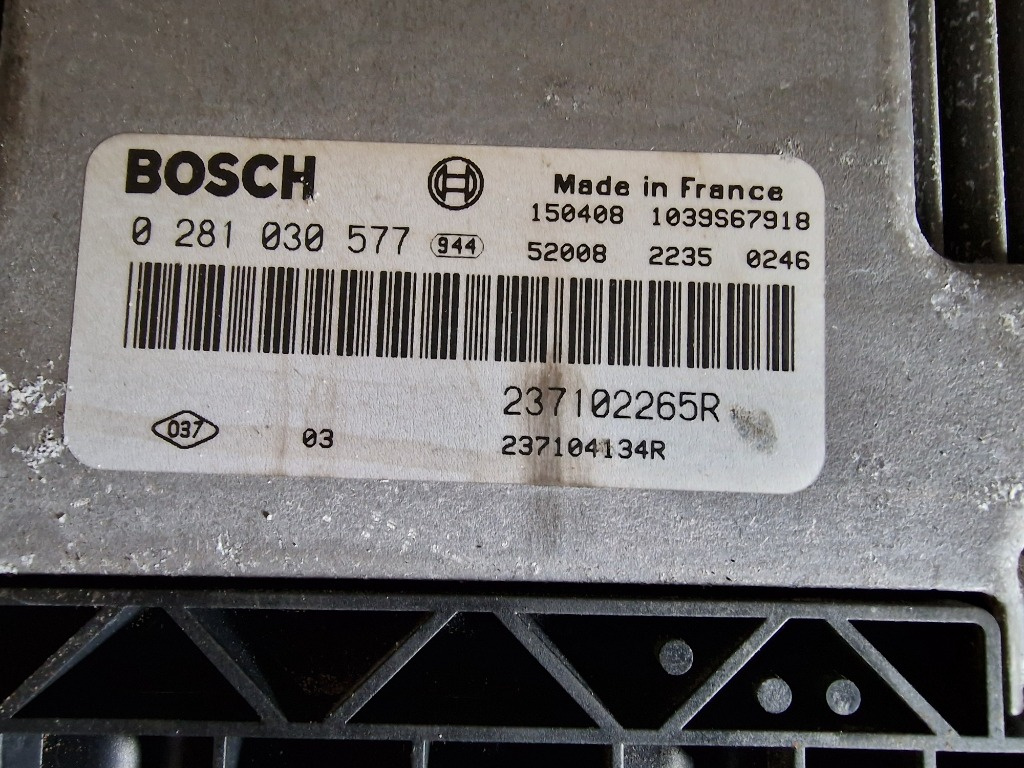 BOSCH
Made in France
150408 1039S67918
0 281 030 577 944
52008 2235 0246
237102265R
037 03
237104134R